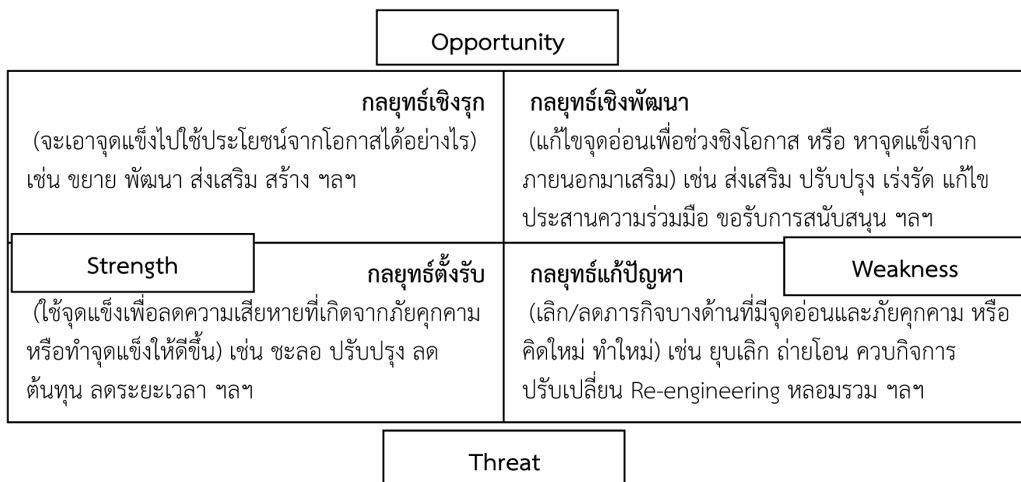 Opportunity
กลยุทธ์เชิงรุก
(จะเอาจุดแข็งไปใช้ประโยชน์จากโอกาสได้อย่างไร)
เช่น ขยาย พัฒนา ส่งเสริม สร้าง ฯลฯ
กลยุทธ์เชิงพัฒนา
(แก้ไขจุดอ่อนเพื่อช่วงชิงโอกาส หรือ หาจุดแข็งจาก
ภายนอกมาเสริม) เช่น ส่งเสริม ปรับปรุง เร่งรัด แก้ไข
ประสานความร่วมมือ ขอรับการสนับสนุน ฯลฯ
Strength
กลยุทธ์ตั้งรับ
(ใช้จุดแข็งเพื่อลดความเสียหายที่เกิดจากภัยคุกคาม
หรือทำจุดแข็งให้ดีขึ้น) เช่น ชะลอ ปรับปรุง ลด
ต้นทุน ลดระยะเวลา ฯลฯ
กลยุทธ์แก้ปัญหา
Weakness
(เลิก/ลดภารกิจบางด้านที่มีจุดอ่อนและภัยคุกคาม หรือ
คิดใหม่ ทำใหม่) เช่น ยุบเลิก ถ่ายโอน ควบกิจการ
ปรับเปลี่ยน Re-engineering หลอมรวม ฯลฯ
Threat